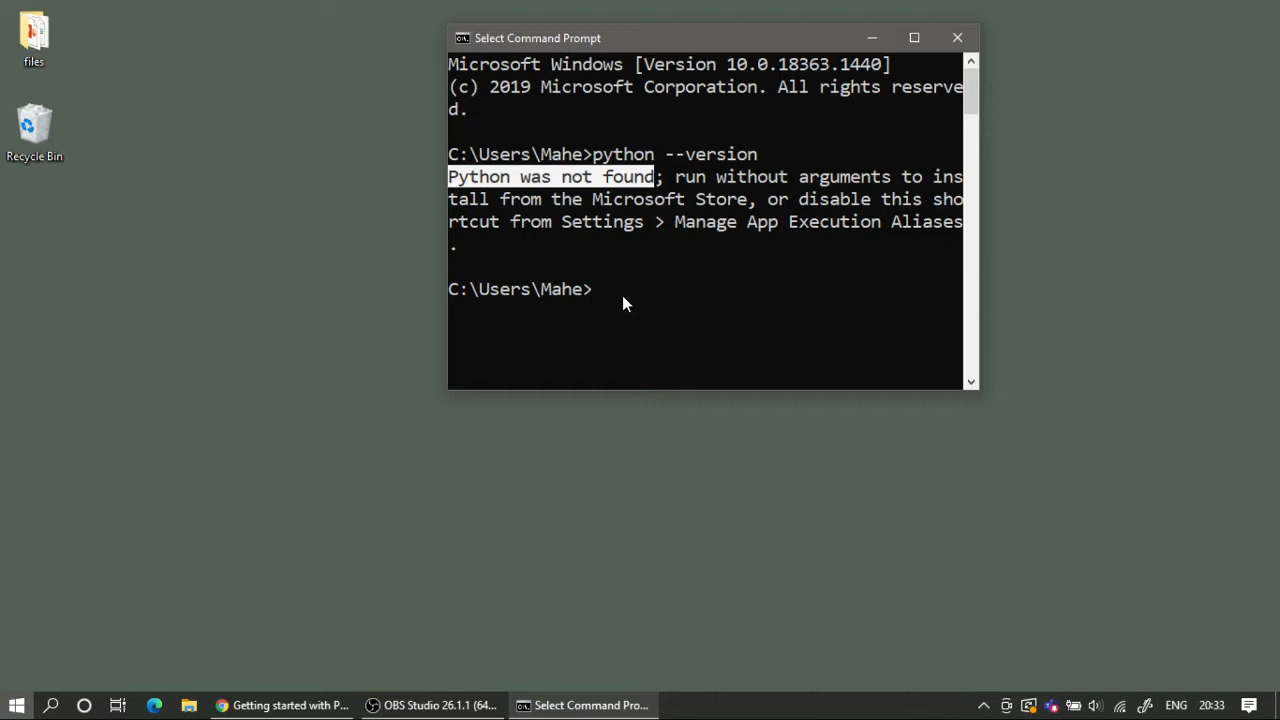 files
Recycle Bin
Select Command Prompt
Microsoft Windows [Version 10.0.18363.1440]
(c) 2019 Microsoft Corporation. All rights reserve
d.
C:\Users\Mahe>python --version
Python was not found; run without arguments to ins
tall from the Microsoft Store, or disable this sho
rtcut from Settings > Manage App Execution Aliases
.
C:\Users\Mahe>
Getting started with P...
OBS Studio 26.1.1 (64...
Select Command Pro...
ENG
20:33